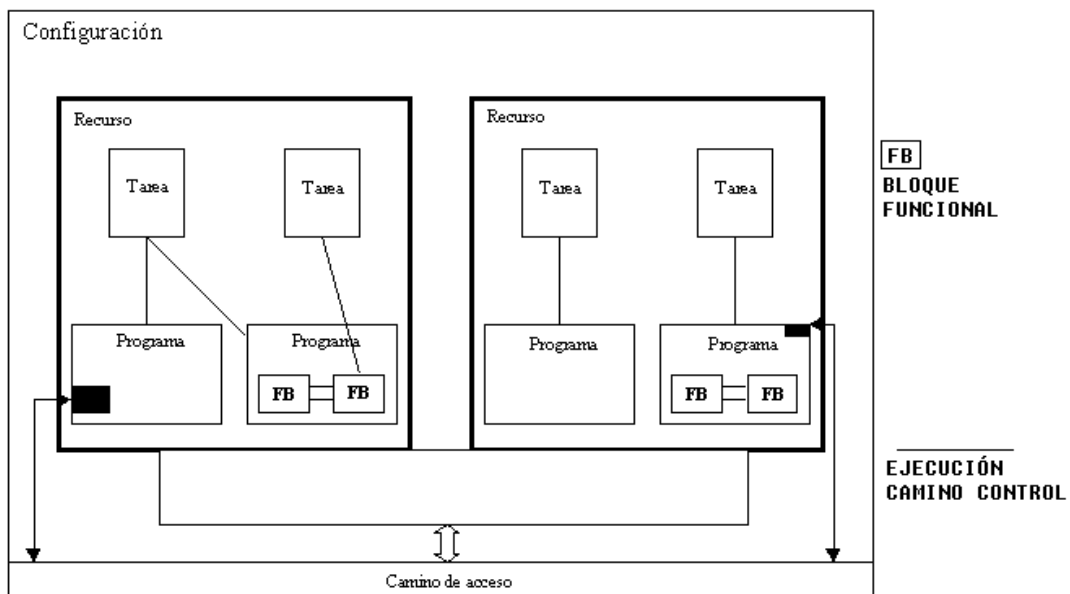 Configuración
Recurso
Recurso
Tarea
Tarea
Tarea
Tarea
FB
BLOQUE
FUNCIONAL
Programa
Programa
Programa
Programa
FB
FB
FB
FB
EJECUCIÓN
CAMINO CONTROL
Camino de acceso